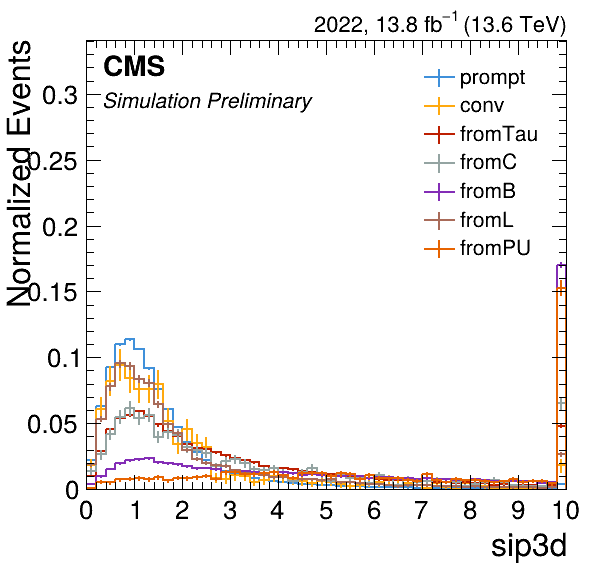 2022, 13.8 fb⁻¹ (13.6 TeV)
CMS
Simulation Preliminary
prompt
conv
fromTau
fromC
fromB
fromL
fromPU
Normalized Events
0.3
0.25
0.2
0.15
0.1
0.05
0
0 1 2 3 4 5 6 7 8 9 10
sip3d